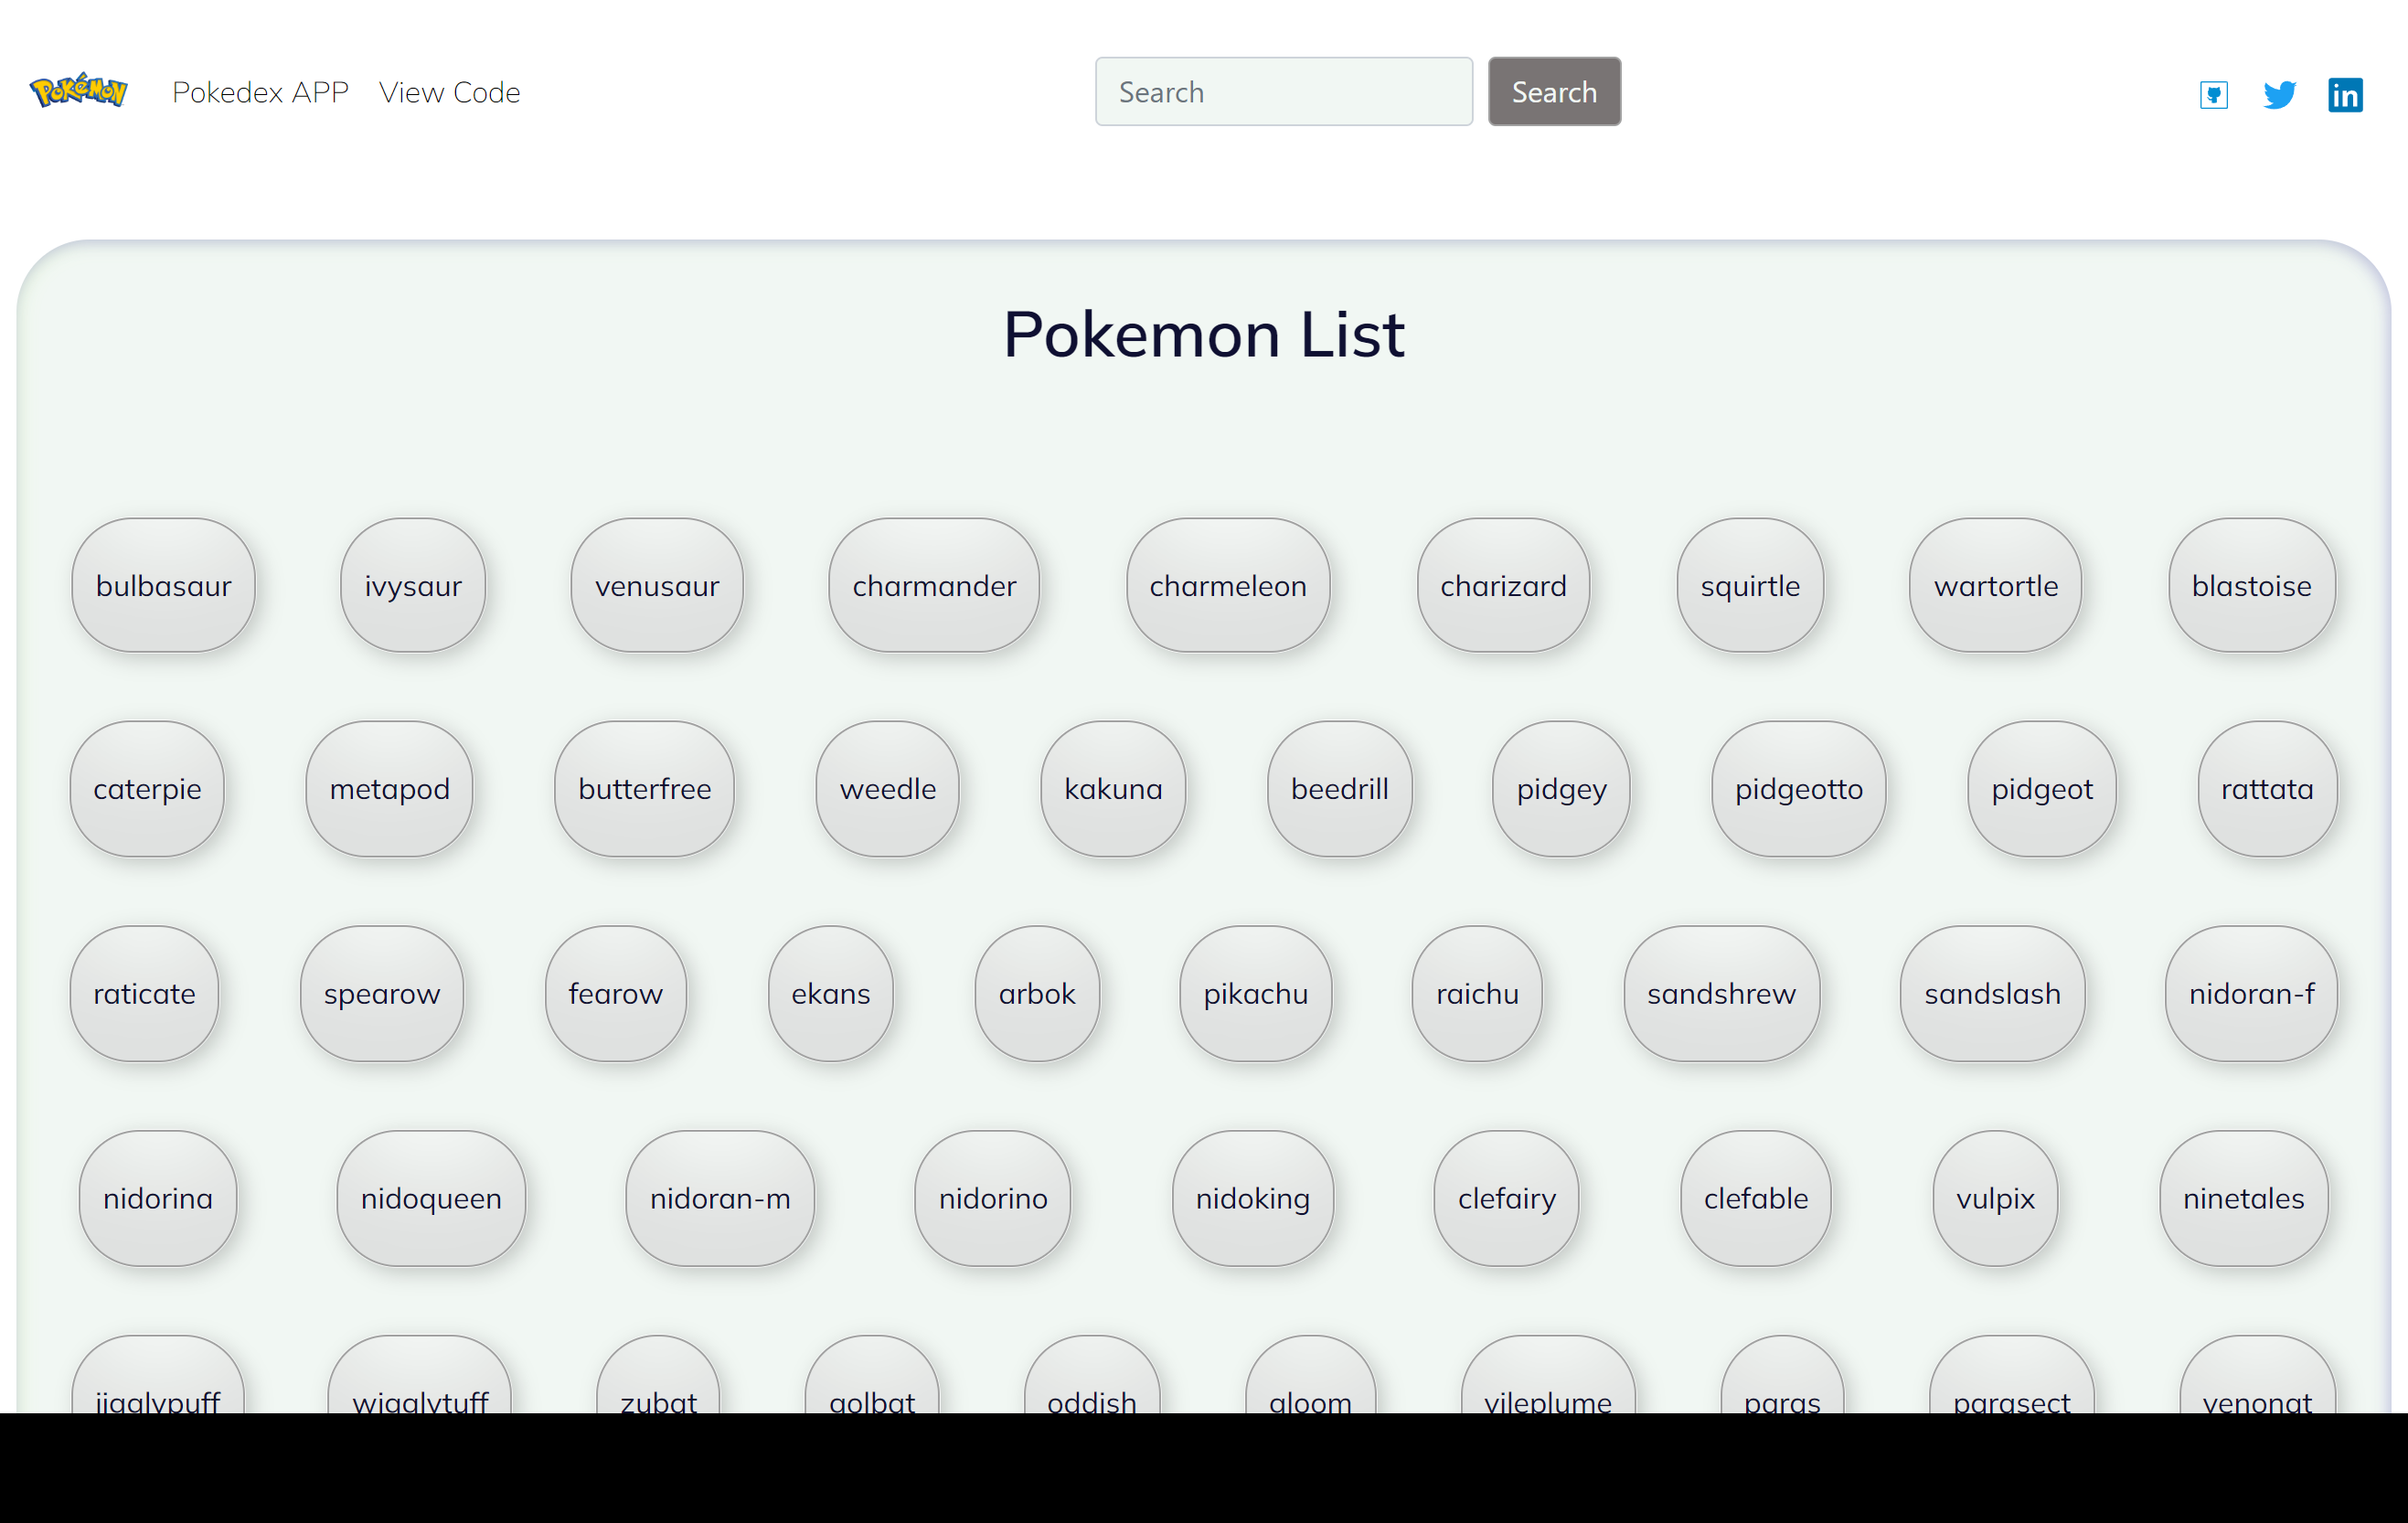 Pokémon Pokedex APP View Code Search Search in
Pokemon List
bulbasaur ivysaur venusaur charmander charmeleon charizard squirtle wartortle blastoise
caterpie metapod butterfree weedle kakuna beedrill pidgey pidgeotto pidgeot rattata
raticate spearow fearow ekans arbok pikachu raichu sandshrew sandslash nidoran-f
nidorina nidoqueen nidoran-m nidorino nidoking clefairy clefable vulpix ninetales
jigglypuff wigglytuff zubat golbat oddish gloom vileplume paras parasect venonat